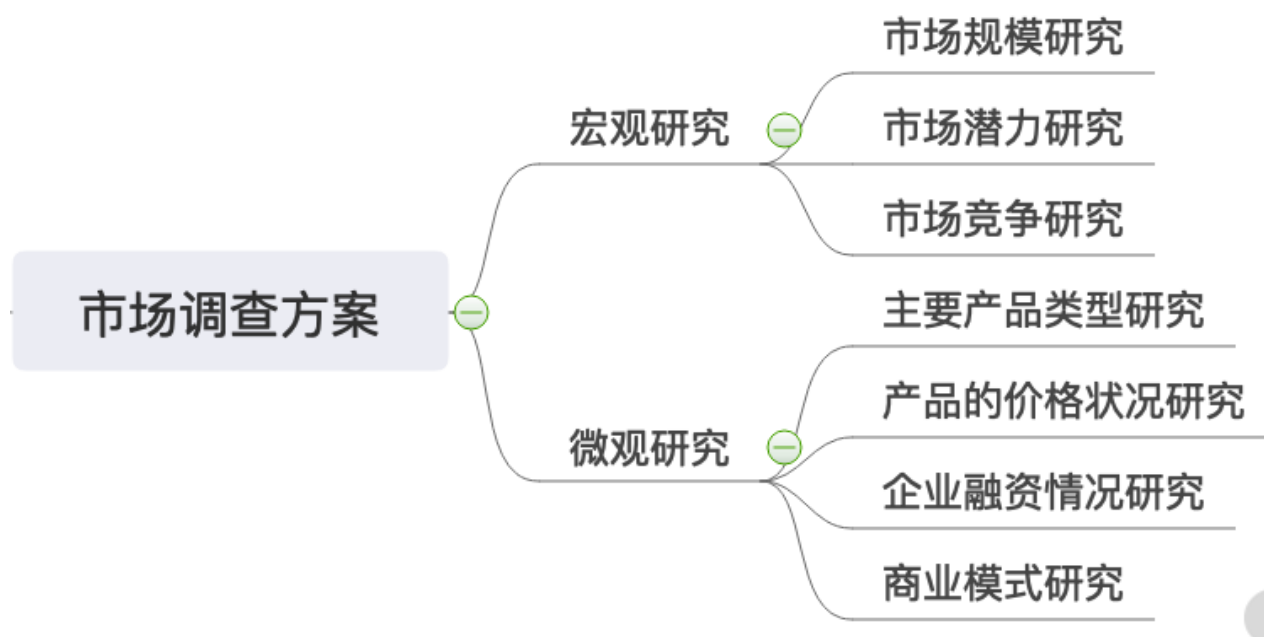 市场调查方案
宏观研究
市场规模研究
市场潜力研究
市场竞争研究
微观研究
主要产品类型研究
产品的价格状况研究
企业融资情况研究
商业模式研究